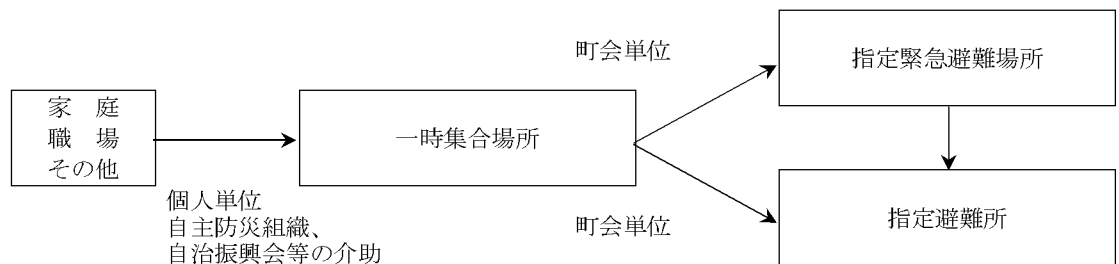 家　庭
職　場
その他
個人単位
自主防災組織、
自治振興会等の介助
一時集合場所
町会単位
指定緊急避難場所
町会単位
指定避難所